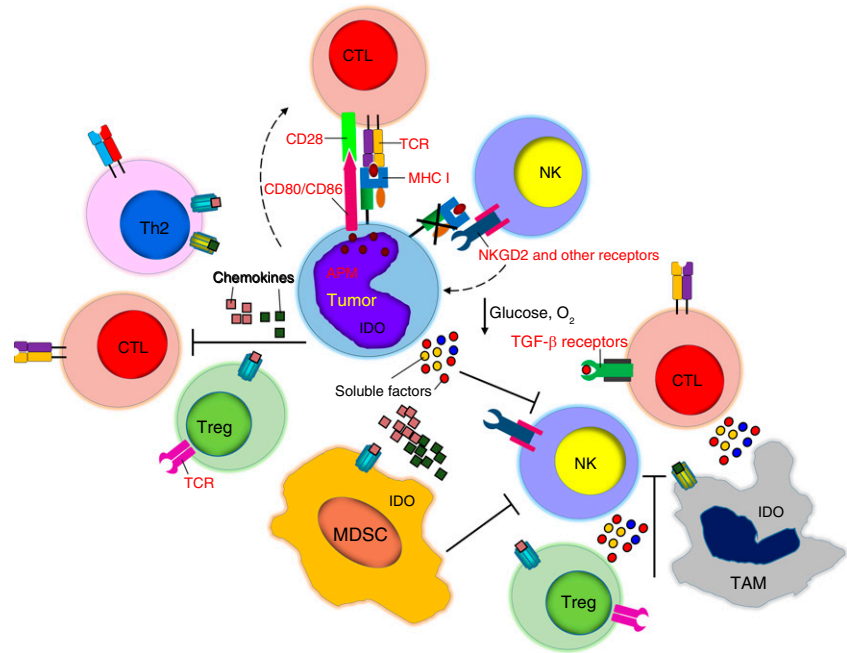 CTL
CD28
TCR
MHC I
CD80/CD86
NK
Th2
NKGD2 and other receptors
APM
Chemokines
Tumor
IDO
Glucose, O2
TGF-β receptors
CTL
CTL
Soluble factors
Treg
TCR
NK
IDO
MDSC
IDO
TAM
Treg